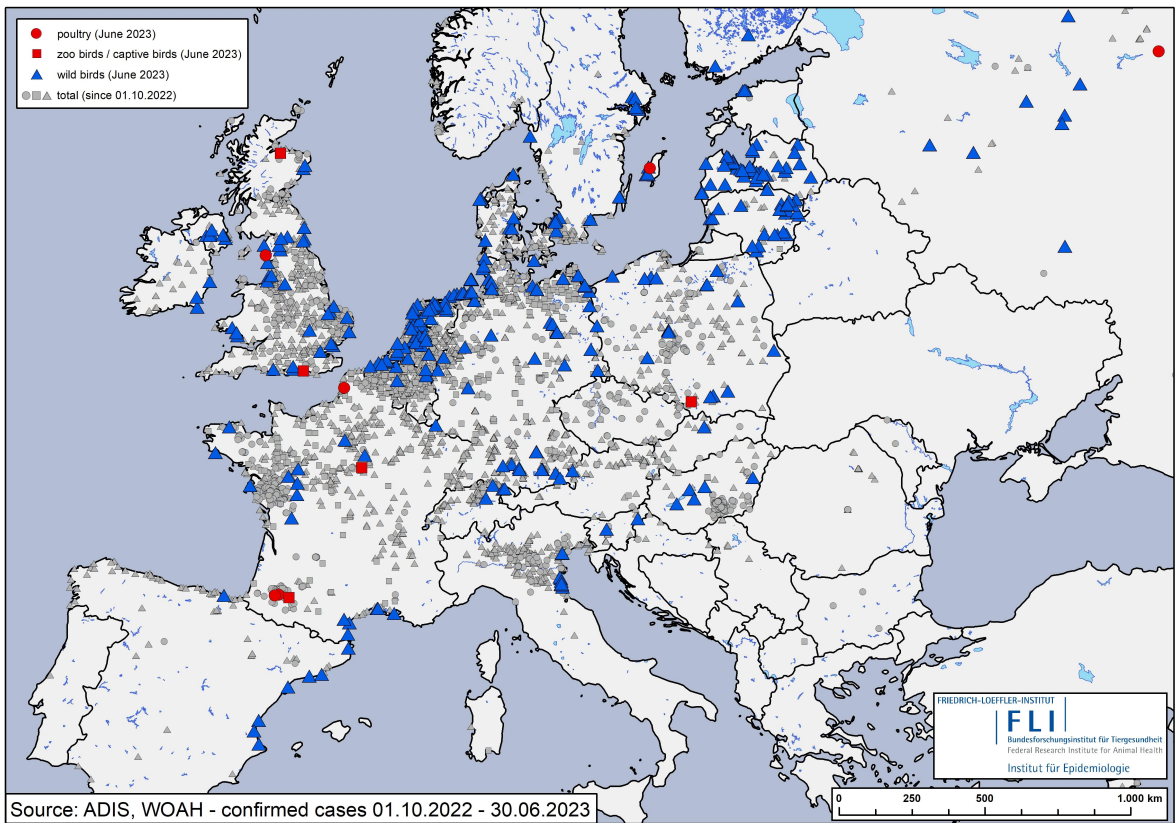 poultry (June 2023)
zoo birds / captive birds (June 2023)
wild birds (June 2023)
total (since 01.10.2022)
FRIEDRICH-LOEFFLER-INSTITUT
FLI
Bundesforschungsinstitut für Tiergesundheit
Federal Research Institute for Animal Health
Institut für Epidemiologie
Source: ADIS, WOAH - confirmed cases 01.10.2022 - 30.06.2023
0 250 500 1.000 km